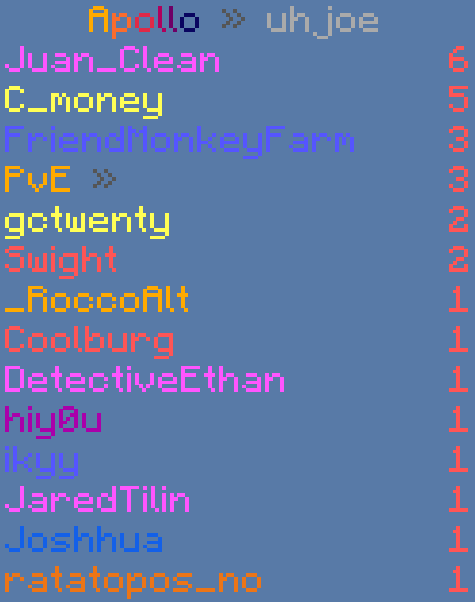 Apollo » uhjoe
Juan_Clean 6
C_money 5
FriendMonkeyFarm 3
PvE » 3
gctwenty 2
Swight 2
_RoccoAlt 1
Coolburg 1
DetectiveEthan 1
hiy0u 1
ikyy 1
JaredTilin 1
Joshhua 1
ratatopos_no 1